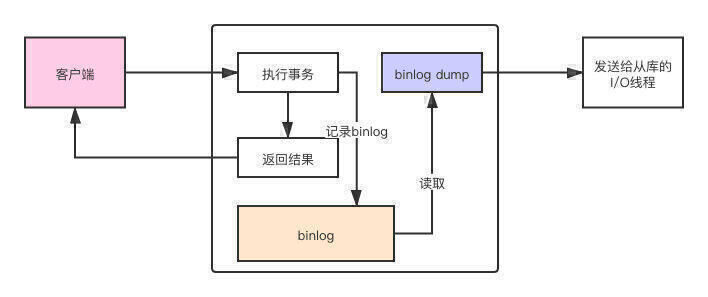 客户端
执行事务
binlog dump
发送给从库的
I/O线程
记录binlog
返回结果
读取
binlog